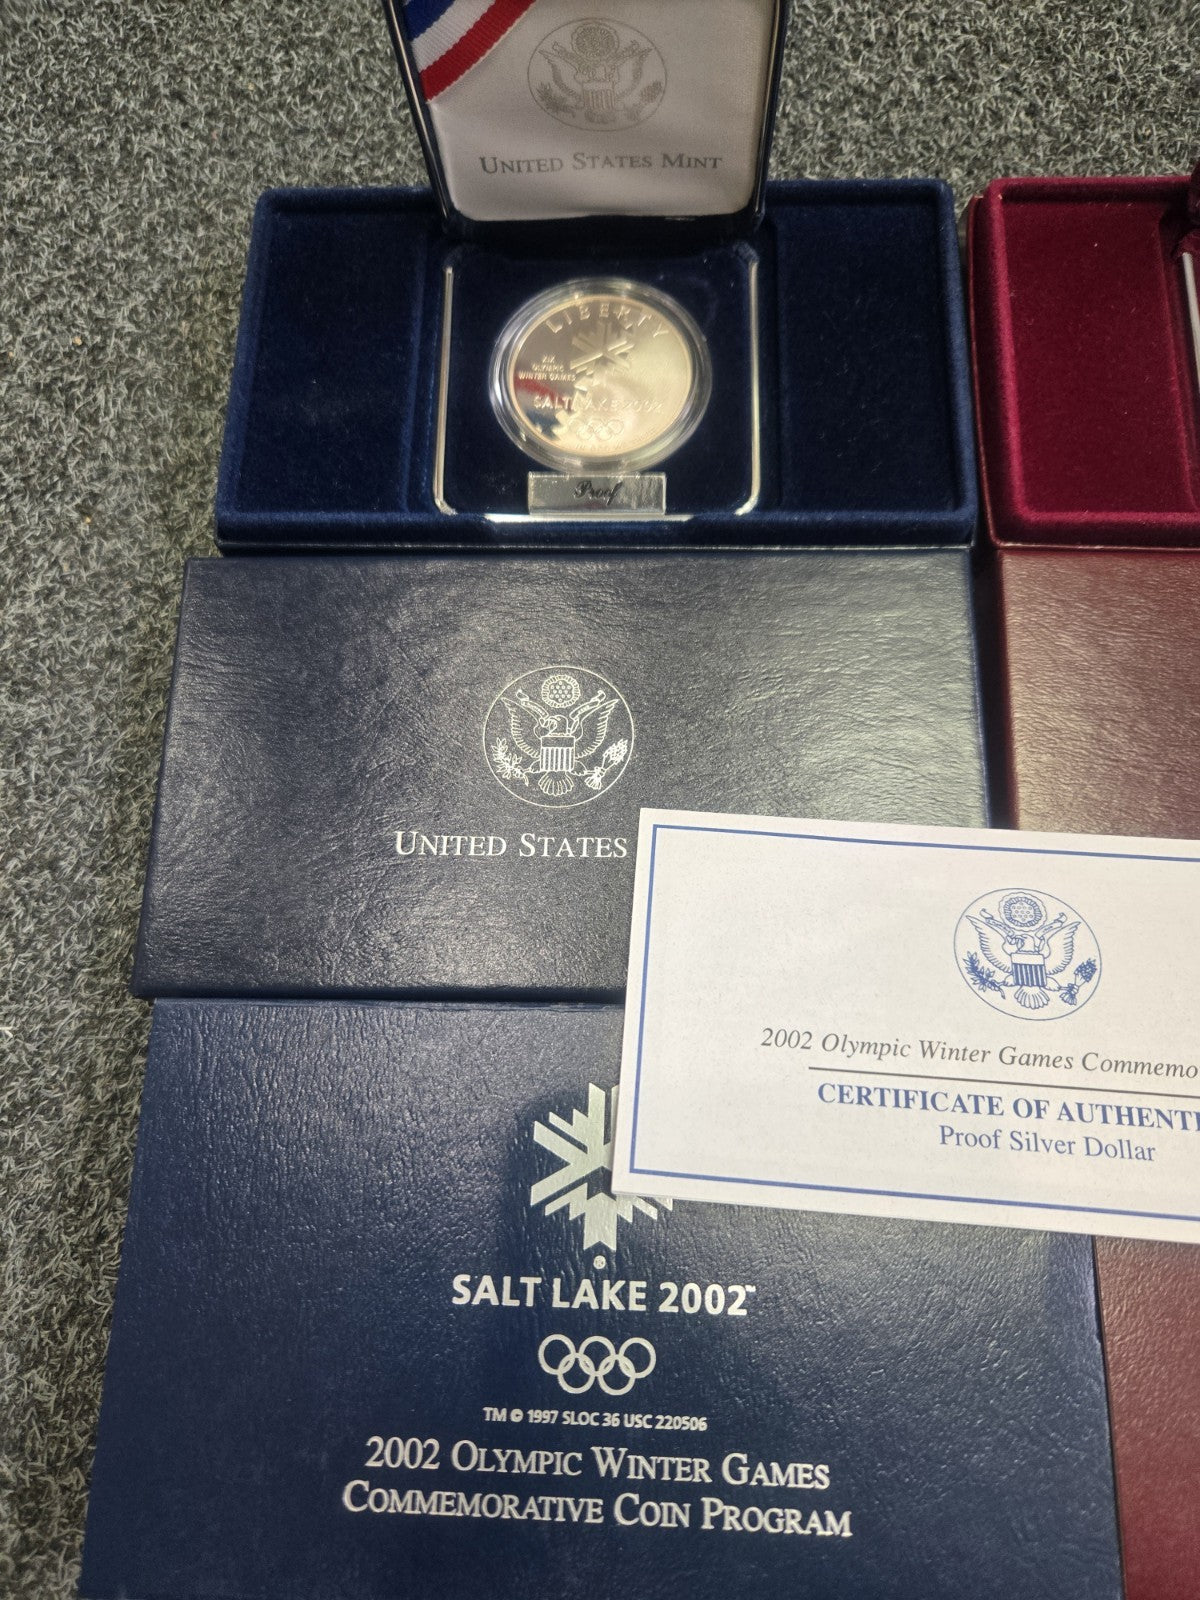 UNITED STATES MINT
LIBERTY
XIX
OLYMPIC
WINTER GAMES
SALT LAKE 2002
Proof
UNITED STATES
2002 Olympic Winter Games Commemo
CERTIFICATE OF AUTHENTI
Proof Silver Dollar
®
SALT LAKE 2002™
TM © 1997 SLOC 36 USC 220506
2002 OLYMPIC WINTER GAMES
COMMEMORATIVE COIN PROGRAM